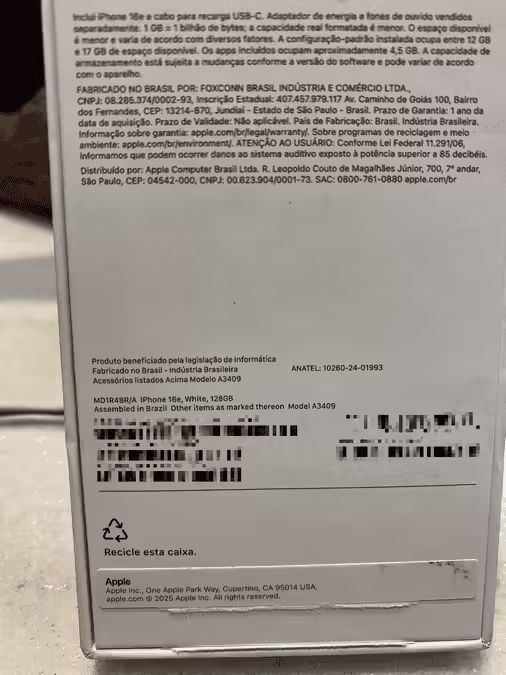 Inclui iPhone 16e e cabo para recarga USB-C. Adaptador de energia e fones de ouvido vendidos
separadamente. 1 GB = 1 bilhão de bytes; a capacidade real formatada é menor. O espaço disponível
é menor e varia de acordo com diversos fatores. A configuração-padrão instalada ocupa entre 12 GB
e 17 GB de espaço disponível. Os apps incluídos ocupam aproximadamente 4,5 GB. A capacidade de
armazenamento está sujeita a mudanças conforme a versão do software e pode variar de acordo
com o aparelho.
FABRICADO NO BRASIL POR: FOXCONN BRASIL INDÚSTRIA E COMÉRCIO LTDA.,
CNPJ: 08.285.374/0002-93, Inscrição Estadual: 407.457.979.117 Av. Caminho de Goiás 100, Bairro
dos Fernandes, CEP: 13214-870, Jundiaí - Estado de São Paulo - Brasil. Prazo de Garantia: 1 ano da
data de aquisição. Prazo de Validade: Não aplicável. País de Fabricação: Brasil. Indústria Brasileira.
Informação sobre garantia: apple.com/br/legal/warranty/. Sobre programas de reciclagem e meio
ambiente: apple.com/br/environment/. ATENÇÃO AO USUÁRIO: Conforme Lei Federal 11.291/06,
informamos que podem ocorrer danos ao sistema auditivo exposto à potência superior a 85 decibéis.
Distribuído por: Apple Computer Brasil Ltda. R. Leopoldo Couto de Magalhães Júnior, 700, 7º andar,
São Paulo, CEP: 04542-000, CNPJ: 00.623.904/0001-73. SAC: 0800-761-0880 apple.com/br
Produto beneficiado pela legislação de informática
Fabricado no Brasil - Indústria Brasileira
Acessórios listados Acima Modelo A3409
ANATEL: 10260-24-01993
MD1R4BR/A iPhone 16e, White, 128GB
Assembled in Brazil Other items as marked thereon Model A3409
Recicle esta caixa.
Apple
Apple Inc., One Apple Park Way, Cupertino, CA 95014 USA,
apple.com © 2025 Apple Inc. All rights reserved.